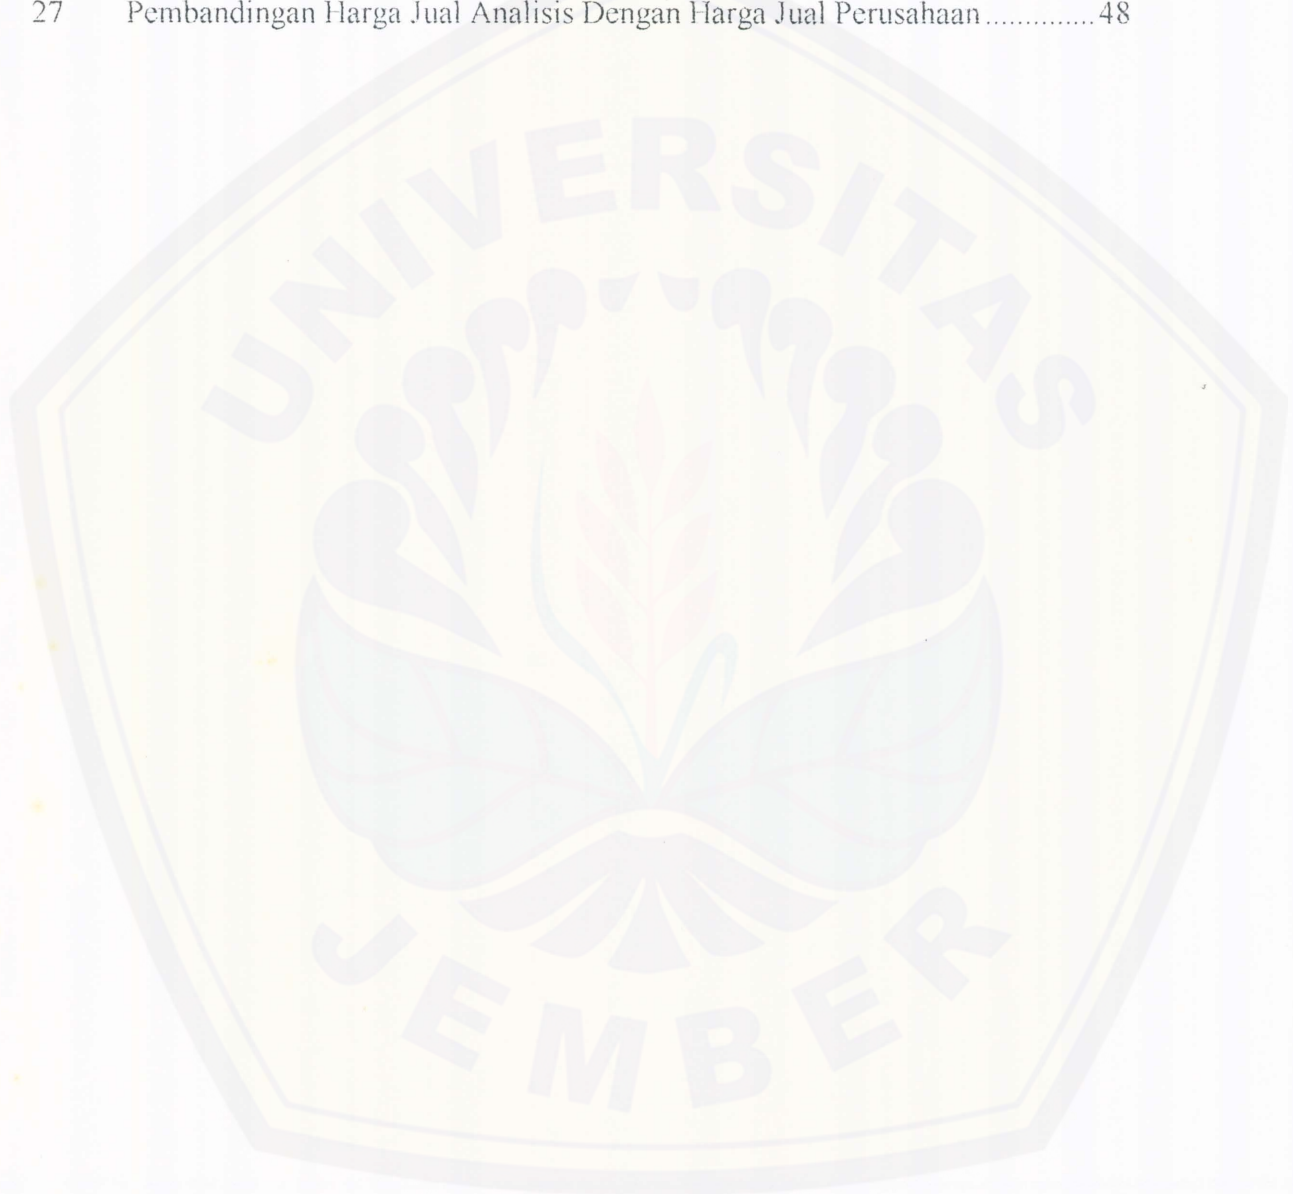 27 Pembandingan Harga Jual Analisis Dengan Harga Jual Perusahaan..............48
UNIVERSITAS
JEMBER